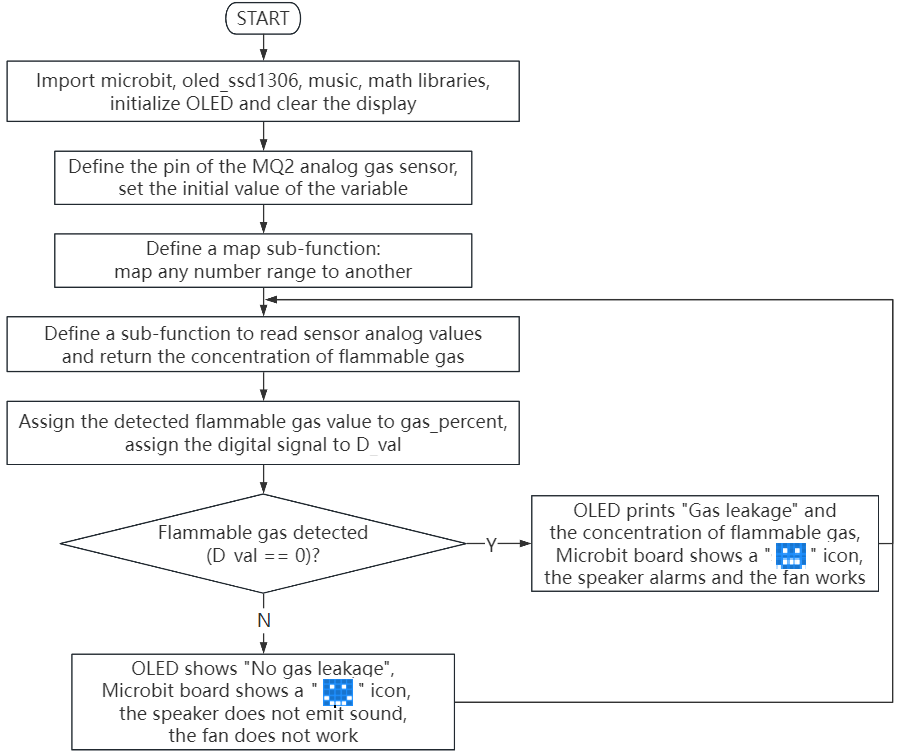 START
Import microbit, oled_ssd1306, music, math libraries,
initialize OLED and clear the display
Define the pin of the MQ2 analog gas sensor,
set the initial value of the variable
Define a map sub-function:
map any number range to another
Define a sub-function to read sensor analog values
and return the concentration of flammable gas
Assign the detected flammable gas value to gas_percent,
assign the digital signal to D_val
Flammable gas detected
(D_val == 0)?
Y
OLED prints "Gas leakage" and
the concentration of flammable gas,
Microbit board shows a " " icon,
the speaker alarms and the fan works
N
OLED shows "No gas leakage",
Microbit board shows a " " icon,
the speaker does not emit sound,
the fan does not work